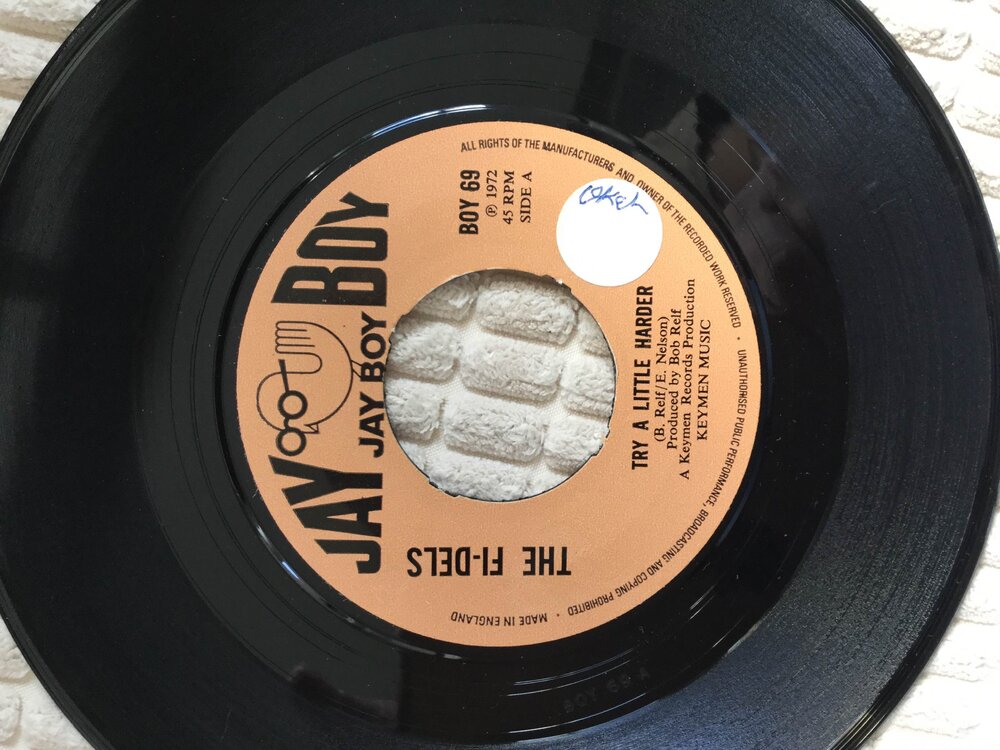 JAY BOY
JAY BOY
BOY 69
℗ 1972
45 RPM
SIDE A
THE FI-DELS
TRY A LITTLE HARDER
(B. Reif/E. Nelson)
Produced by Bob Reif
A Keymen Records Production
KEYMEN MUSIC
ALL RIGHTS OF THE MANUFACTURERS AND OWNER OF THE RECORDED WORK RESERVED • UNAUTHORISED PUBLIC PERFORMANCE, BROADCASTING AND COPYING PROHIBITED • MADE IN ENGLAND •
BOY 69 A